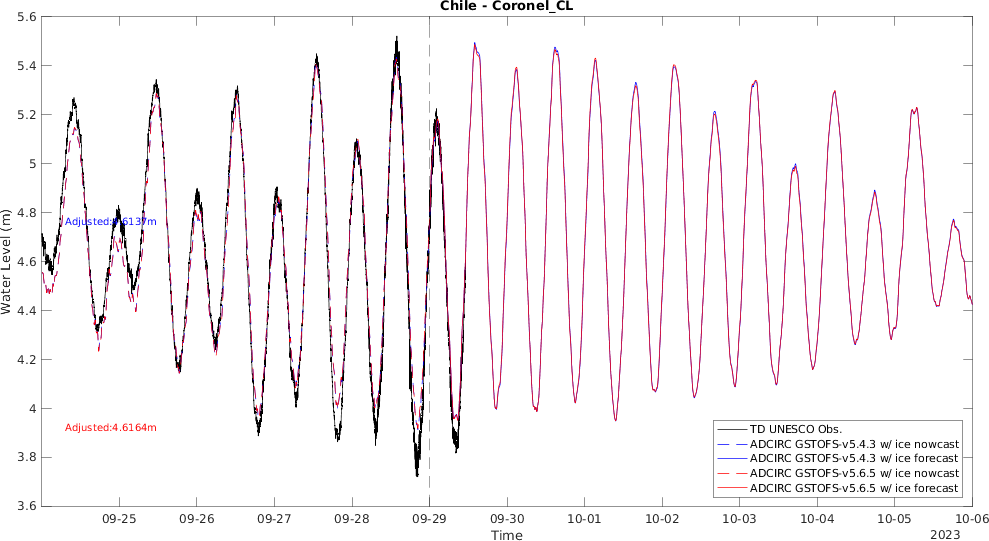 Chile - Coronel_CL
5.6
5.4
5.2
5
4.8
4.6
4.4
4.2
4
3.8
3.6
Water Level (m)
Adjusted:4.6137m
Adjusted:4.6164m
TD UNESCO Obs.
ADCIRC GSTOFS-v5.4.3 w/ ice nowcast
ADCIRC GSTOFS-v5.4.3 w/ ice forecast
ADCIRC GSTOFS-v5.6.5 w/ ice nowcast
ADCIRC GSTOFS-v5.6.5 w/ ice forecast
09-25 09-26 09-27 09-28 09-29 09-30 10-01 10-02 10-03 10-04 10-05 10-06
Time
2023